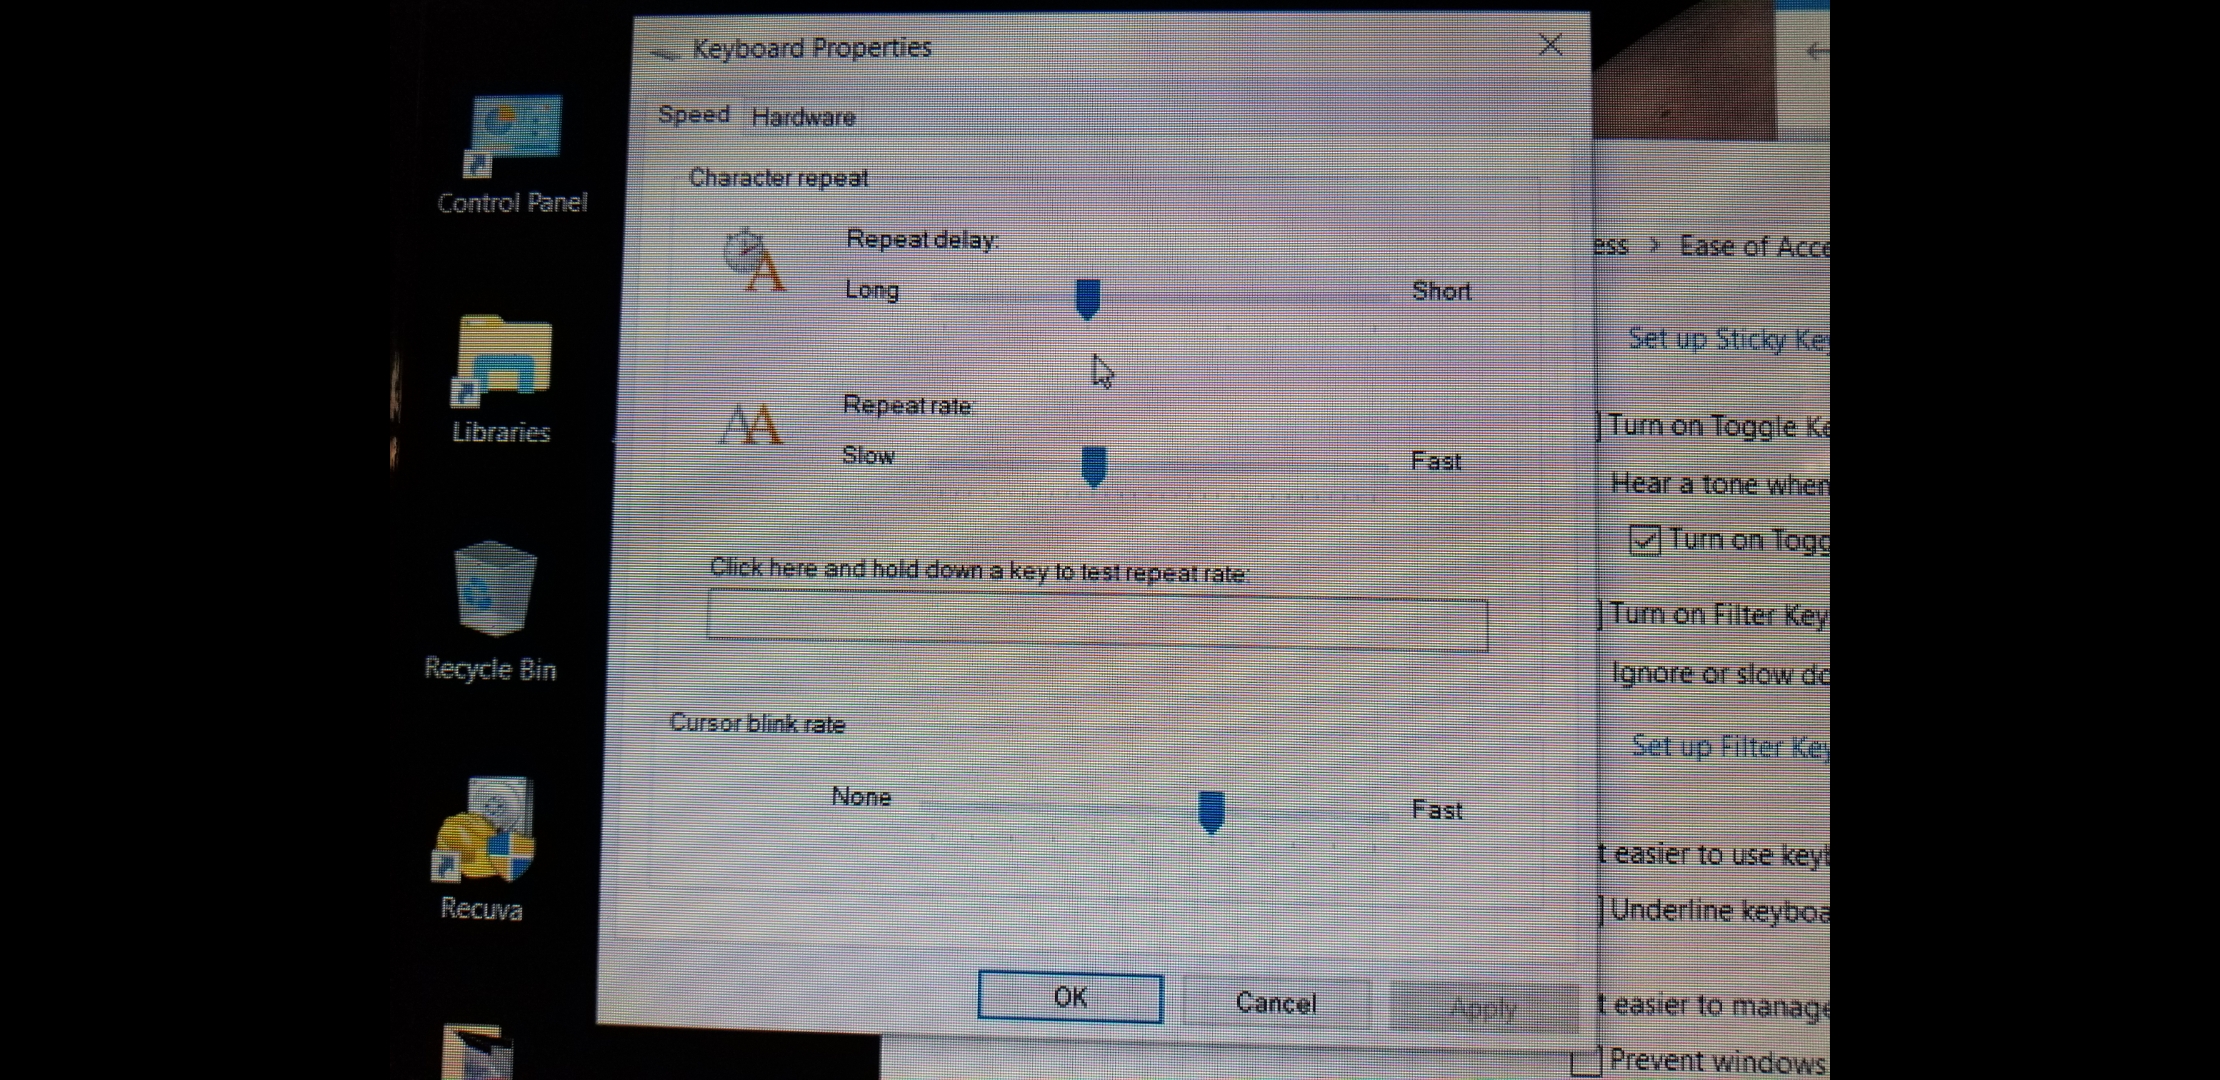 Control Panel
Libraries
Recycle Bin
Recuva
Keyboard Properties
Speed
Hardware
Character repeat
Repeat delay:
Long
Short
Repeat rate:
Slow
Fast
Click here and hold down a key to test repeat rate:
Cursor blink rate
None
Fast
OK
Cancel
Apply
ess > Ease of Acce
Set up Sticky Key
Turn on Toggle Ke
Hear a tone when
Turn on Togg
Turn on Filter Key
Ignore or slow do
Set up Filter Key
t easier to use keyb
Underline keyboa
t easier to manage
Prevent windows